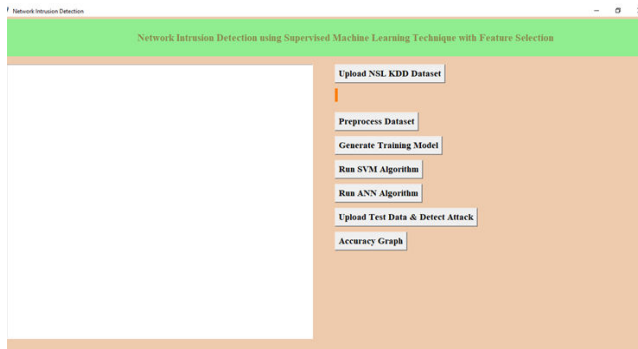 Network Intrusion Detection
Network Intrusion Detection using Supervised Machine Learning Technique with Feature Selection
Upload NSL KDD Dataset
Preprocess Dataset
Generate Training Model
Run SVM Algorithm
Run ANN Algorithm
Upload Test Data & Detect Attack
Accuracy Graph